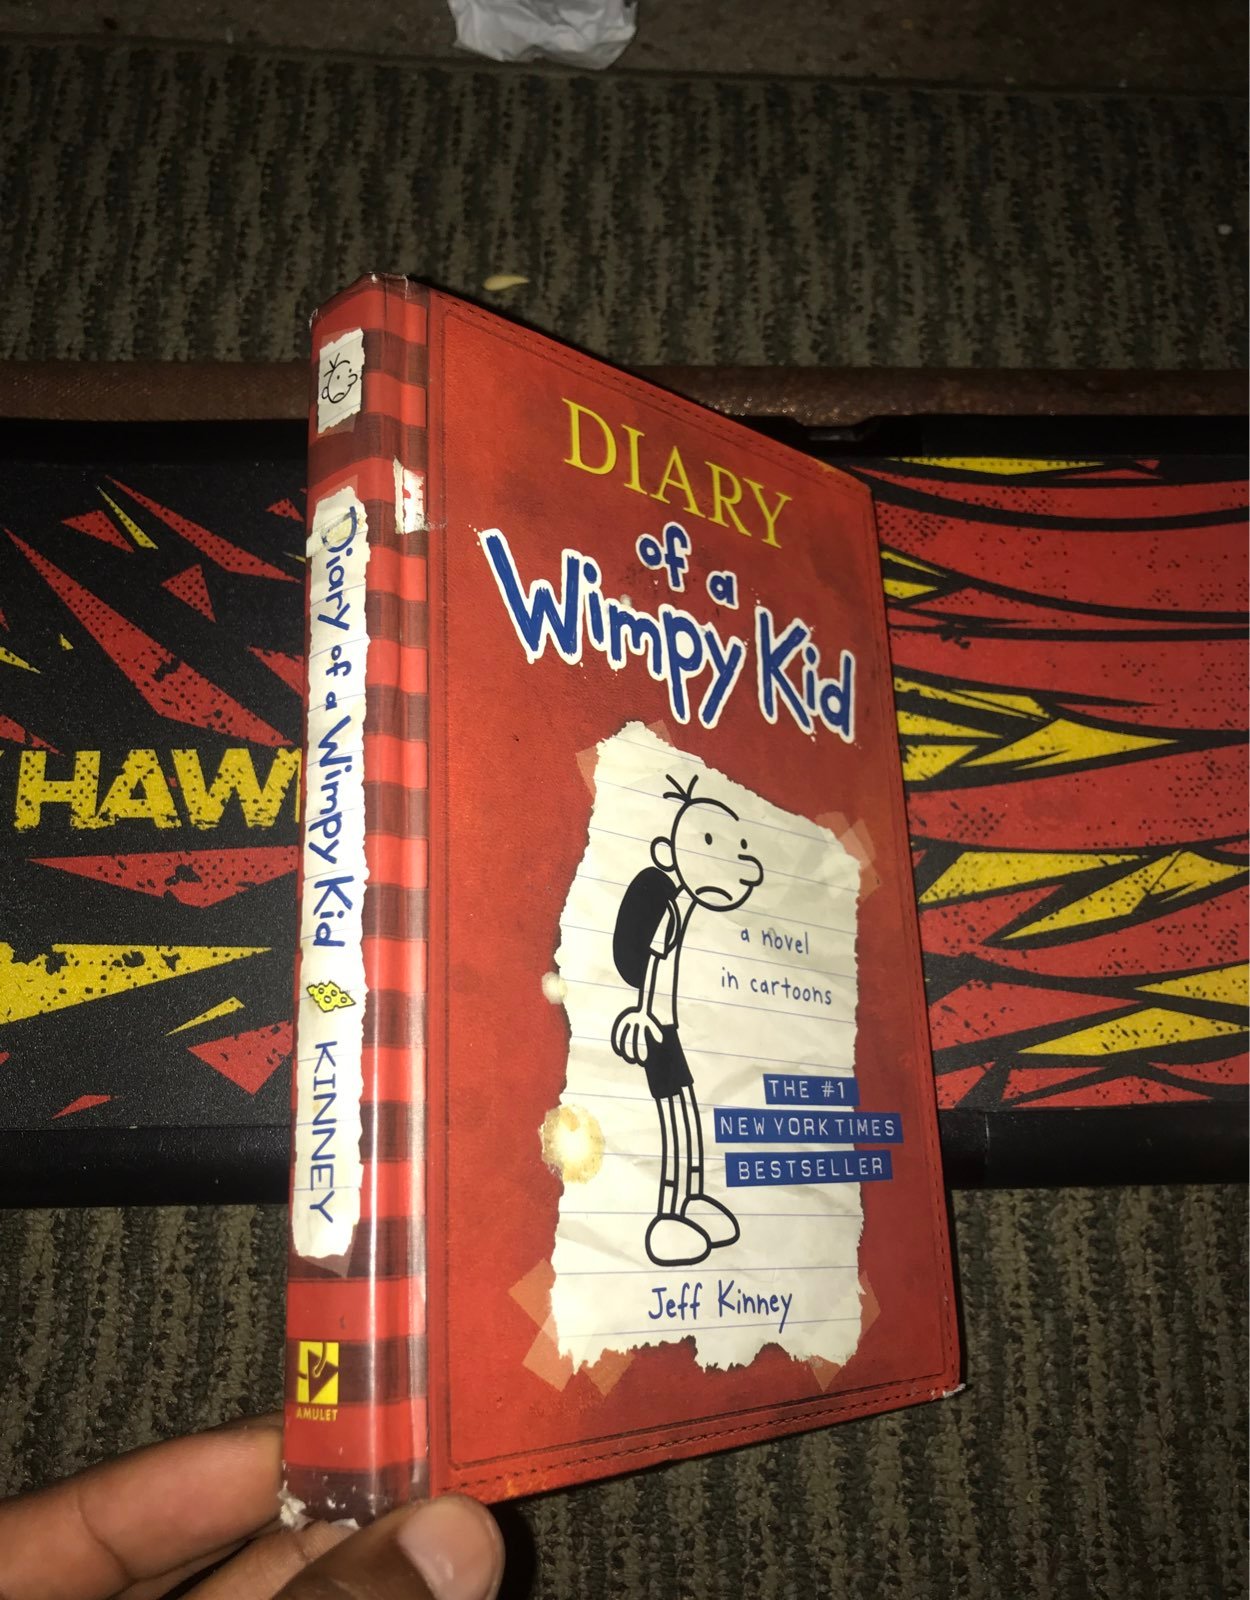 DIARY
of a
Wimpy Kid
a novel
in cartoons
THE #1
NEW YORK TIMES
BESTSELLER
Jeff Kinney
Diary of a Wimpy Kid KINNEY
AMULET